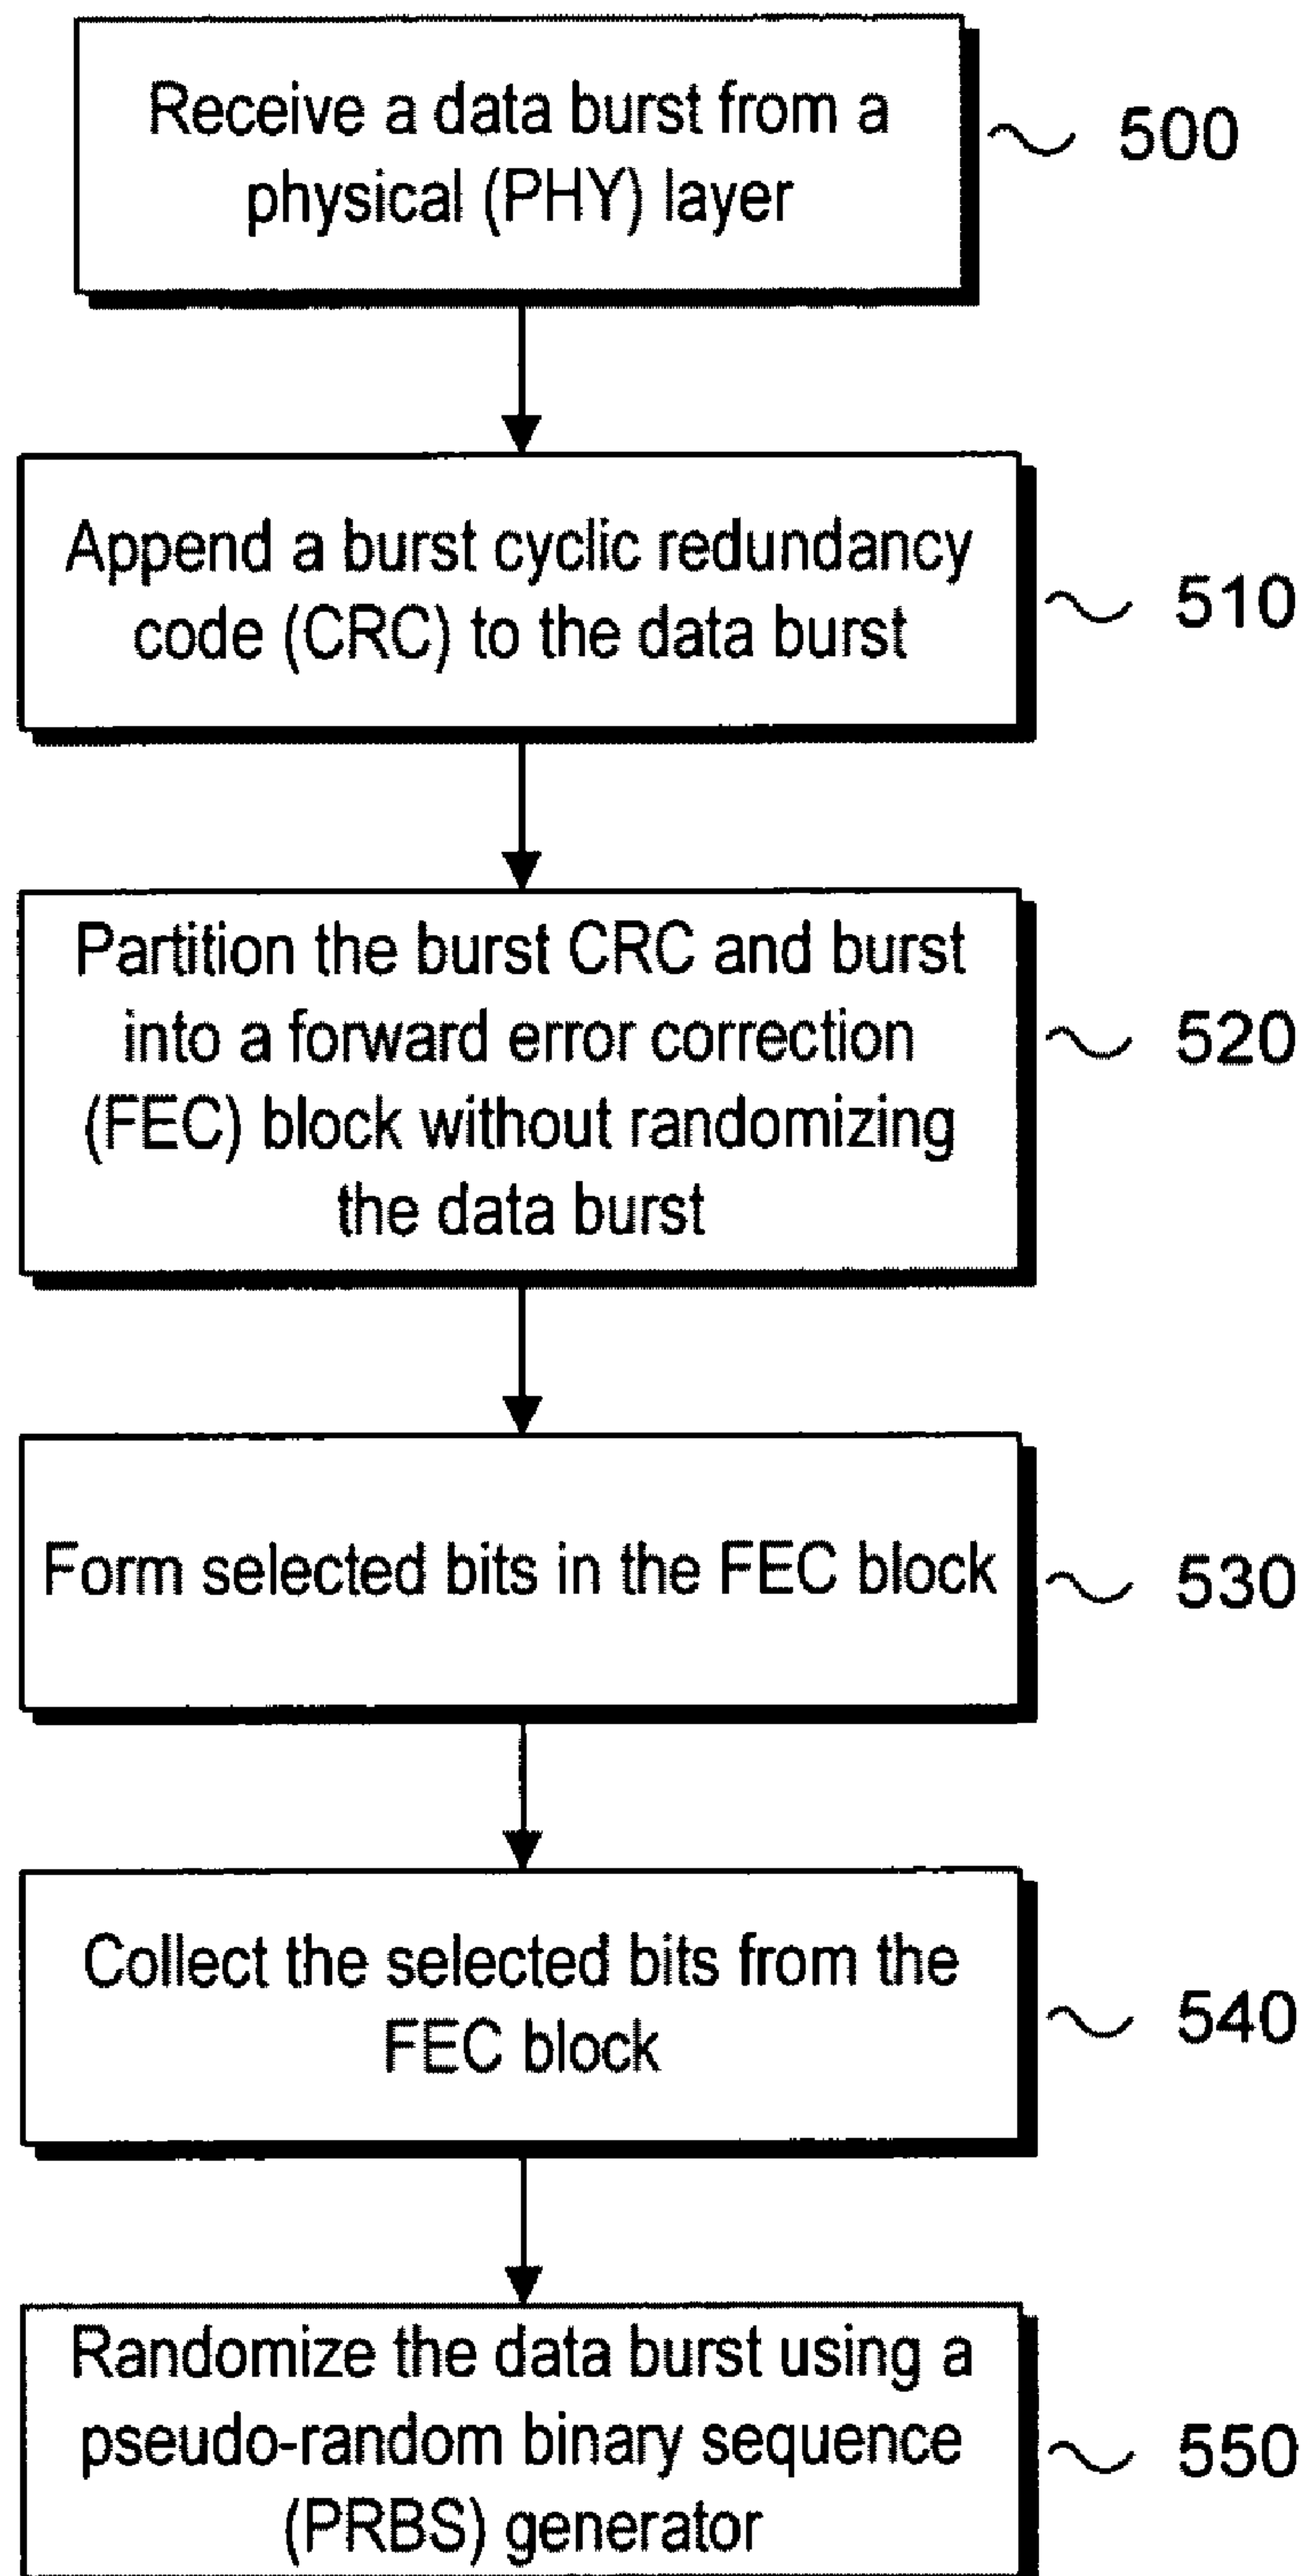 Receive a data burst from a
physical (PHY) layer
500
Append a burst cyclic redundancy
code (CRC) to the data burst
510
Partition the burst CRC and burst
into a forward error correction
(FEC) block without randomizing
the data burst
520
Form selected bits in the FEC block
530
Collect the selected bits from the
FEC block
540
Randomize the data burst using a
pseudo-random binary sequence
(PRBS) generator
550